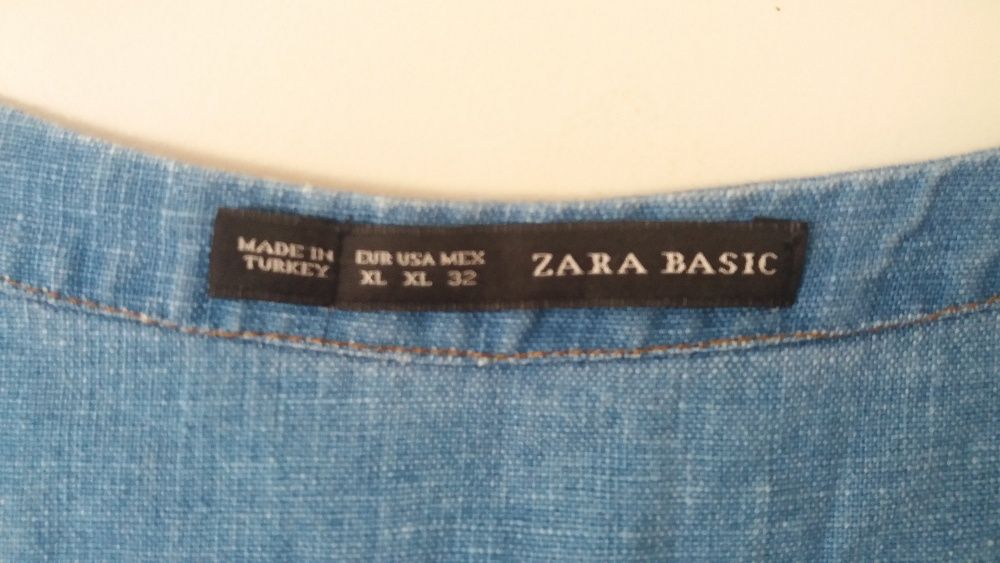 MADE IN
TURKEY
EUR USA MEX
XL XL 32
ZARA BASIC